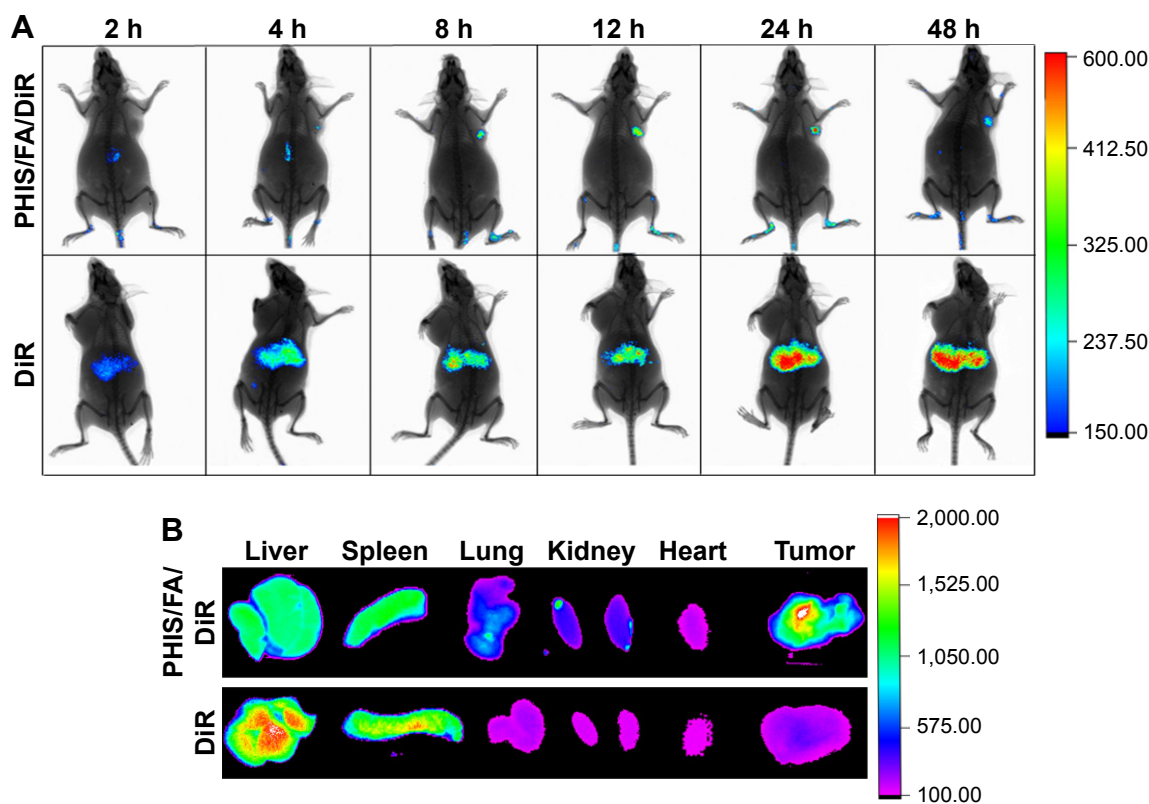 A
2 h 4 h 8 h 12 h 24 h 48 h
PHIS/FA/DiR
DiR
600.00
412.50
325.00
237.50
150.00
B
Liver Spleen Lung Kidney Heart Tumor
PHIS/FA/
DiR
DiR
2,000.00
1,525.00
1,050.00
575.00
100.00